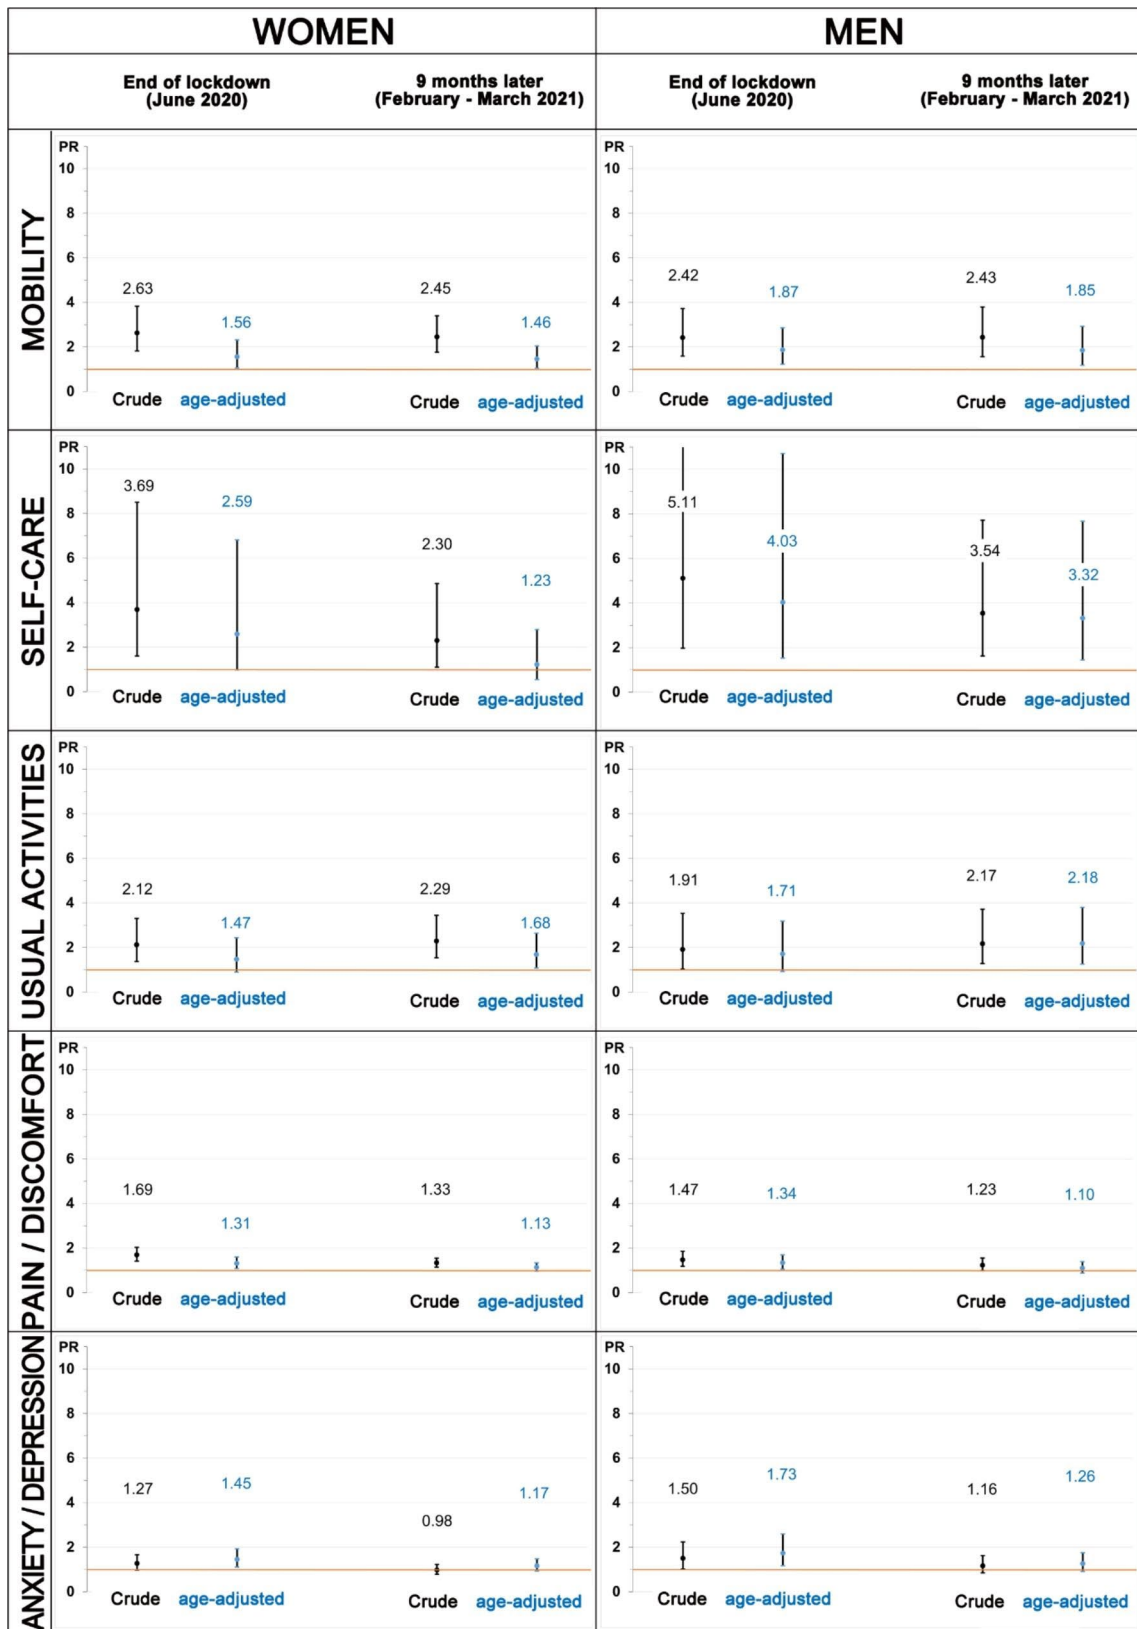 WOMEN MEN
End of lockdown 9 months later End of lockdown 9 months later
(June 2020) (February - March 2021) (June 2020) (February - March 2021)
MOBILITY
PR PR
10 10
8 8
6 6
2.63 2.45 2.42 2.43
1.56 1.46 1.87 1.85
4 4
2 2
0 0
Crude age-adjusted Crude age-adjusted Crude age-adjusted Crude age-adjusted
SELF-CARE
PR PR
10 10
3.69 2.59 5.11
8 8
2.30 4.03 3.54
6 6
1.23 3.32
4 4
2 2
0 0
Crude age-adjusted Crude age-adjusted Crude age-adjusted Crude age-adjusted
USUAL ACTIVITIES
PR PR
10 10
8 8
6 6
2.12 2.29 1.91 1.71 2.17 2.18
4 4
1.47 1.68
2 2
0 0
Crude age-adjusted Crude age-adjusted Crude age-adjusted Crude age-adjusted
PAIN / DISCOMFORT
PR PR
10 10
8 8
6 6
1.69 1.33 1.47 1.34 1.23 1.10
4 4
1.31 1.13
2 2
0 0
Crude age-adjusted Crude age-adjusted Crude age-adjusted Crude age-adjusted
ANXIETY / DEPRESSION
PR PR
10 10
8 8
6 6
1.27 1.45 1.17 1.50 1.73 1.16 1.26
4 4
0.98
2 2
0 0
Crude age-adjusted Crude age-adjusted Crude age-adjusted Crude age-adjusted